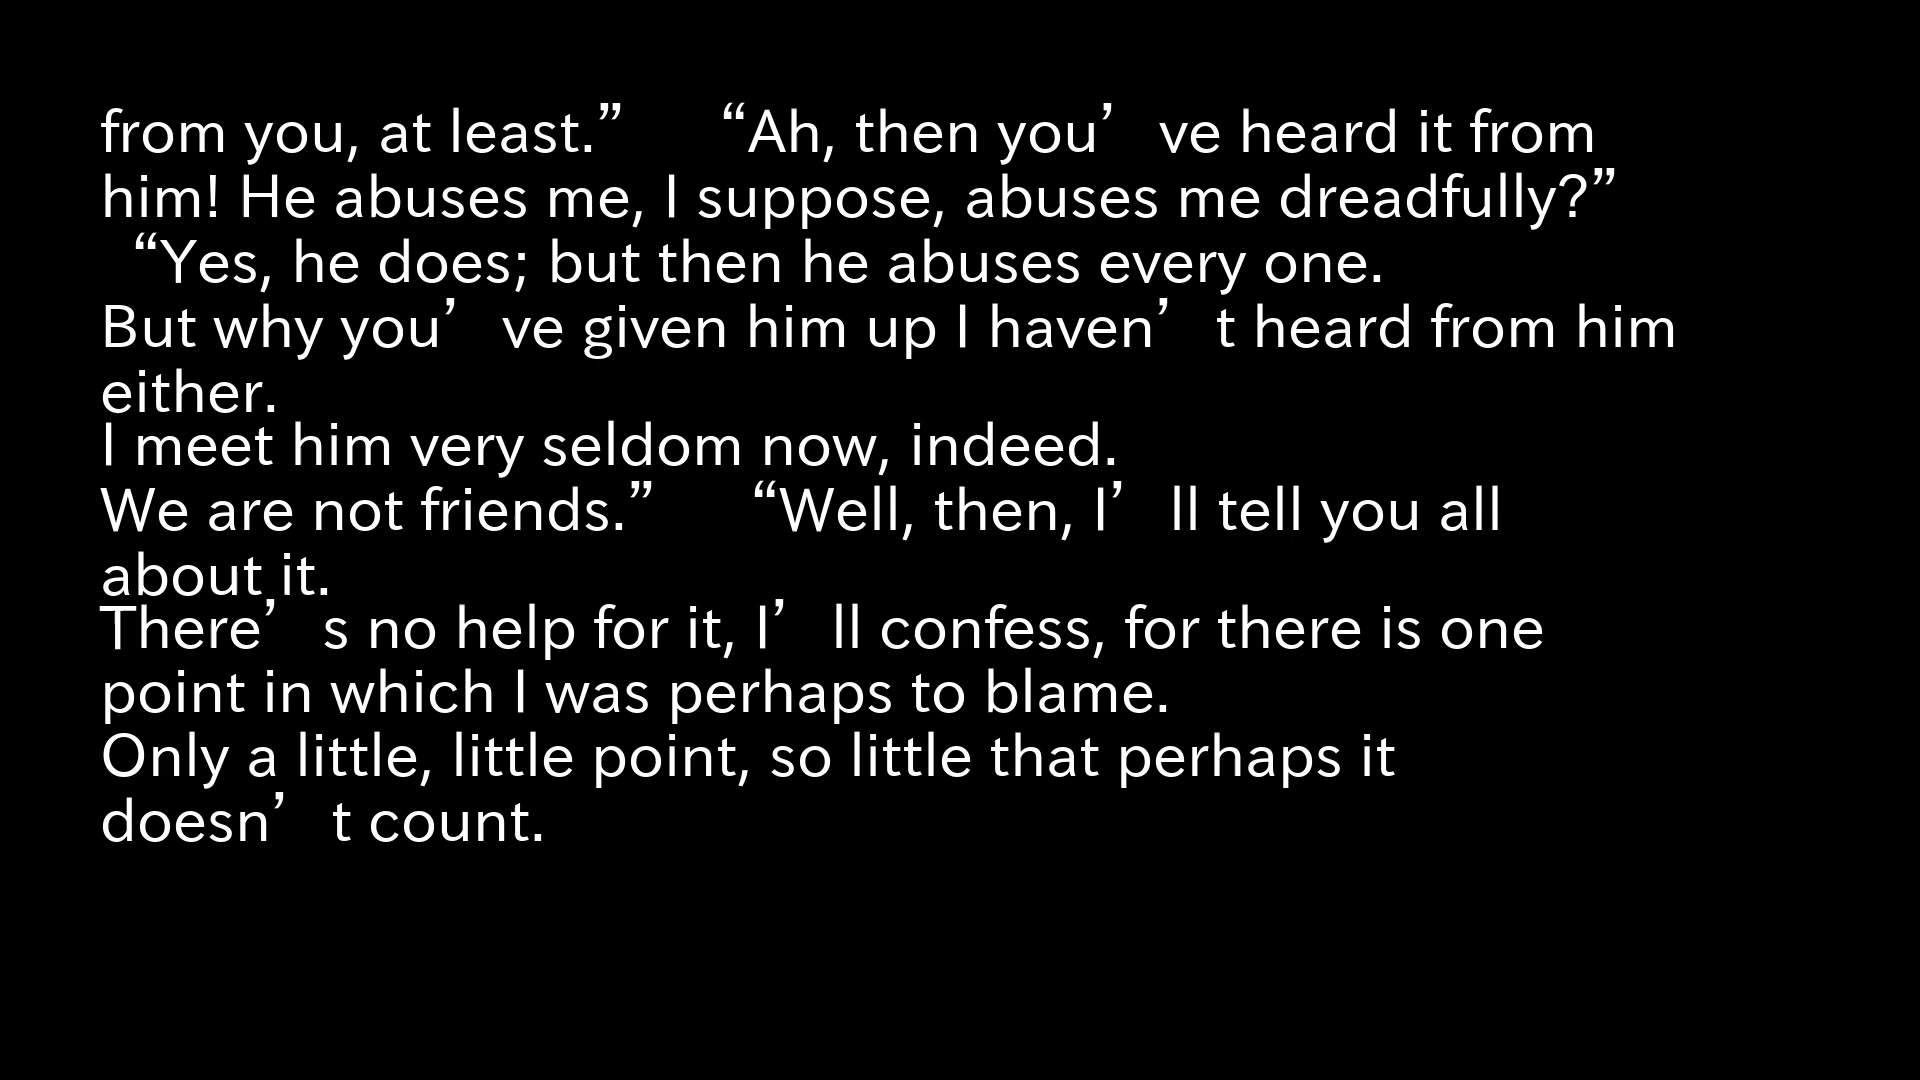 from you, at least.” “Ah, then you’ve heard it from
him! He abuses me, I suppose, abuses me dreadfully?”
“Yes, he does; but then he abuses every one.
But why you’ve given him up I haven’t heard from him
either.
I meet him very seldom now, indeed.
We are not friends.” “Well, then, I’ll tell you all
about it.
There’s no help for it, I’ll confess, for there is one
point in which I was perhaps to blame.
Only a little, little point, so little that perhaps it
doesn’t count.